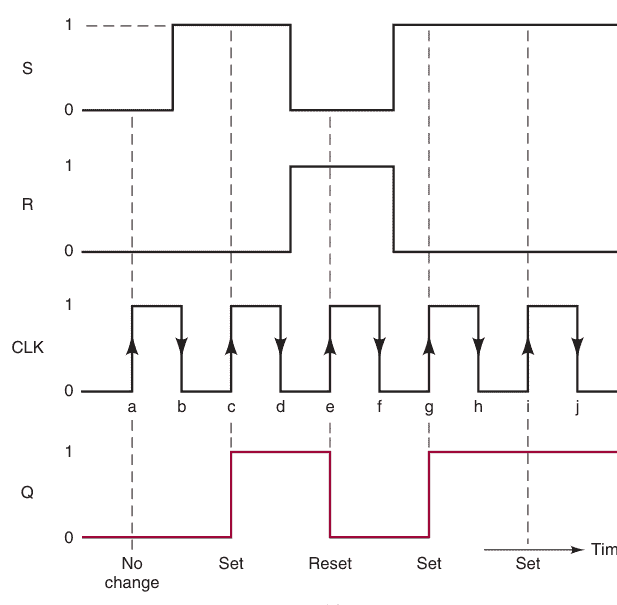 1
S
0
1
R
0
1
CLK
0
a b c d e f g h i j
1
Q
0
Tim
No Set Reset Set Set
change